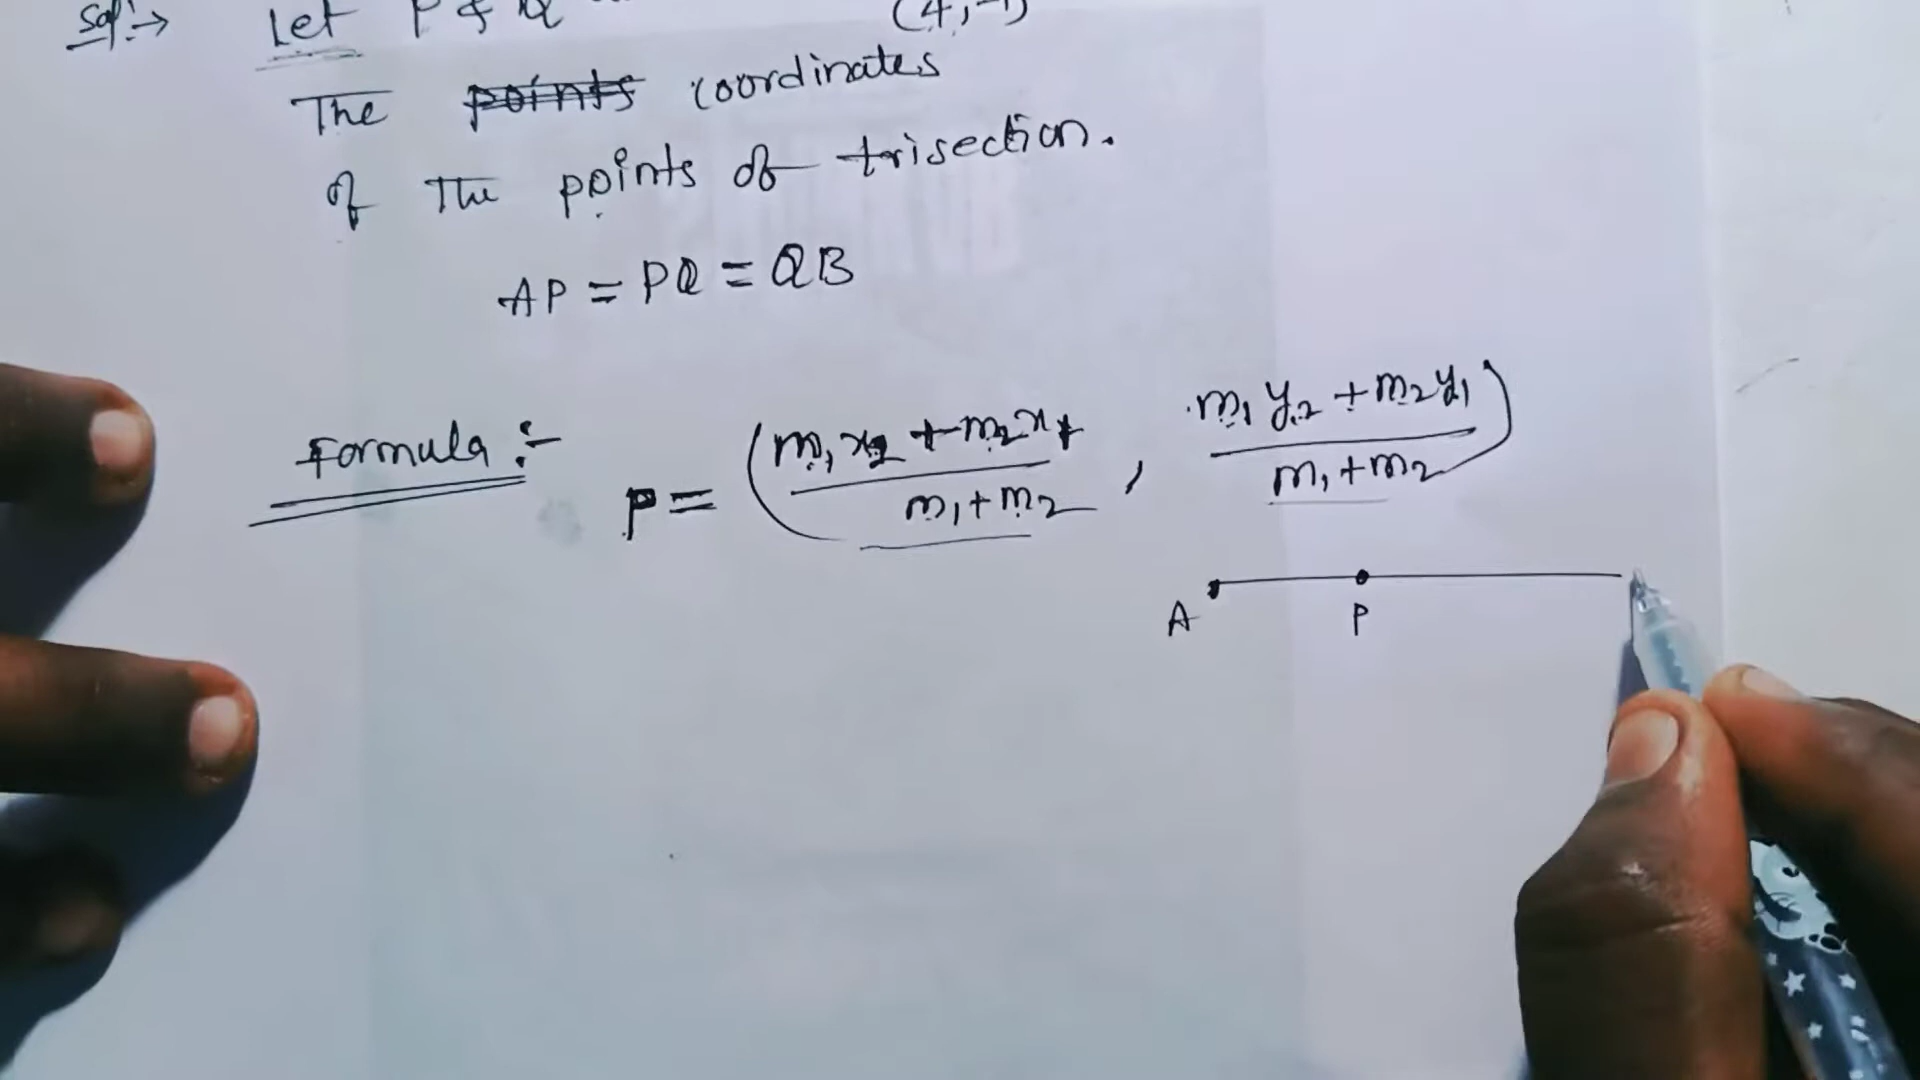 Sol:→ Let P & Q (4,-1)
The points coordinates
of The points of trisection.
AP = PQ = QB
Formula :- P = (m₁x₂ + m₂x₁ / m₁+m₂ , m₁y₂ + m₂y₁ / m₁+m₂)
A P